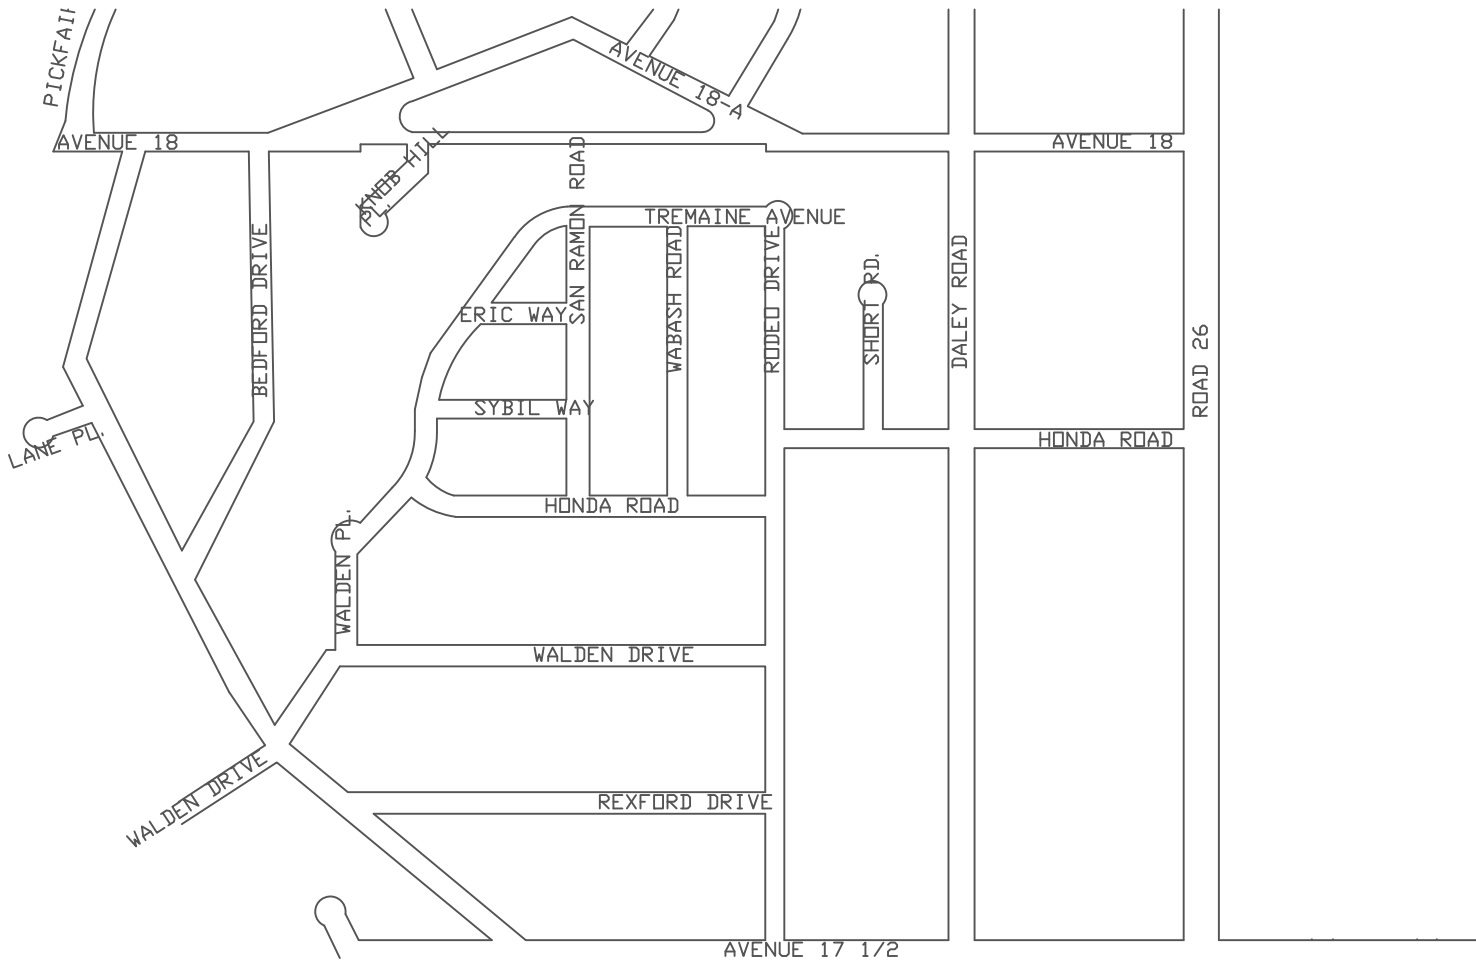 PICKFAIR
AVENUE 18-A
AVENUE 18
AVENUE 18
KNOB HILL
PL.
SAN RAMON ROAD
TREMAINE AVENUE
BEDFORD DRIVE
WABASH ROAD
RODEO DRIVE
SHORT RD.
DALEY ROAD
ERIC WAY
ROAD 26
SYBIL WAY
LANE PL.
HONDA ROAD
HONDA ROAD
WALDEN PL.
WALDEN DRIVE
WALDEN DRIVE
REXFORD DRIVE
AVENUE 17 1/2